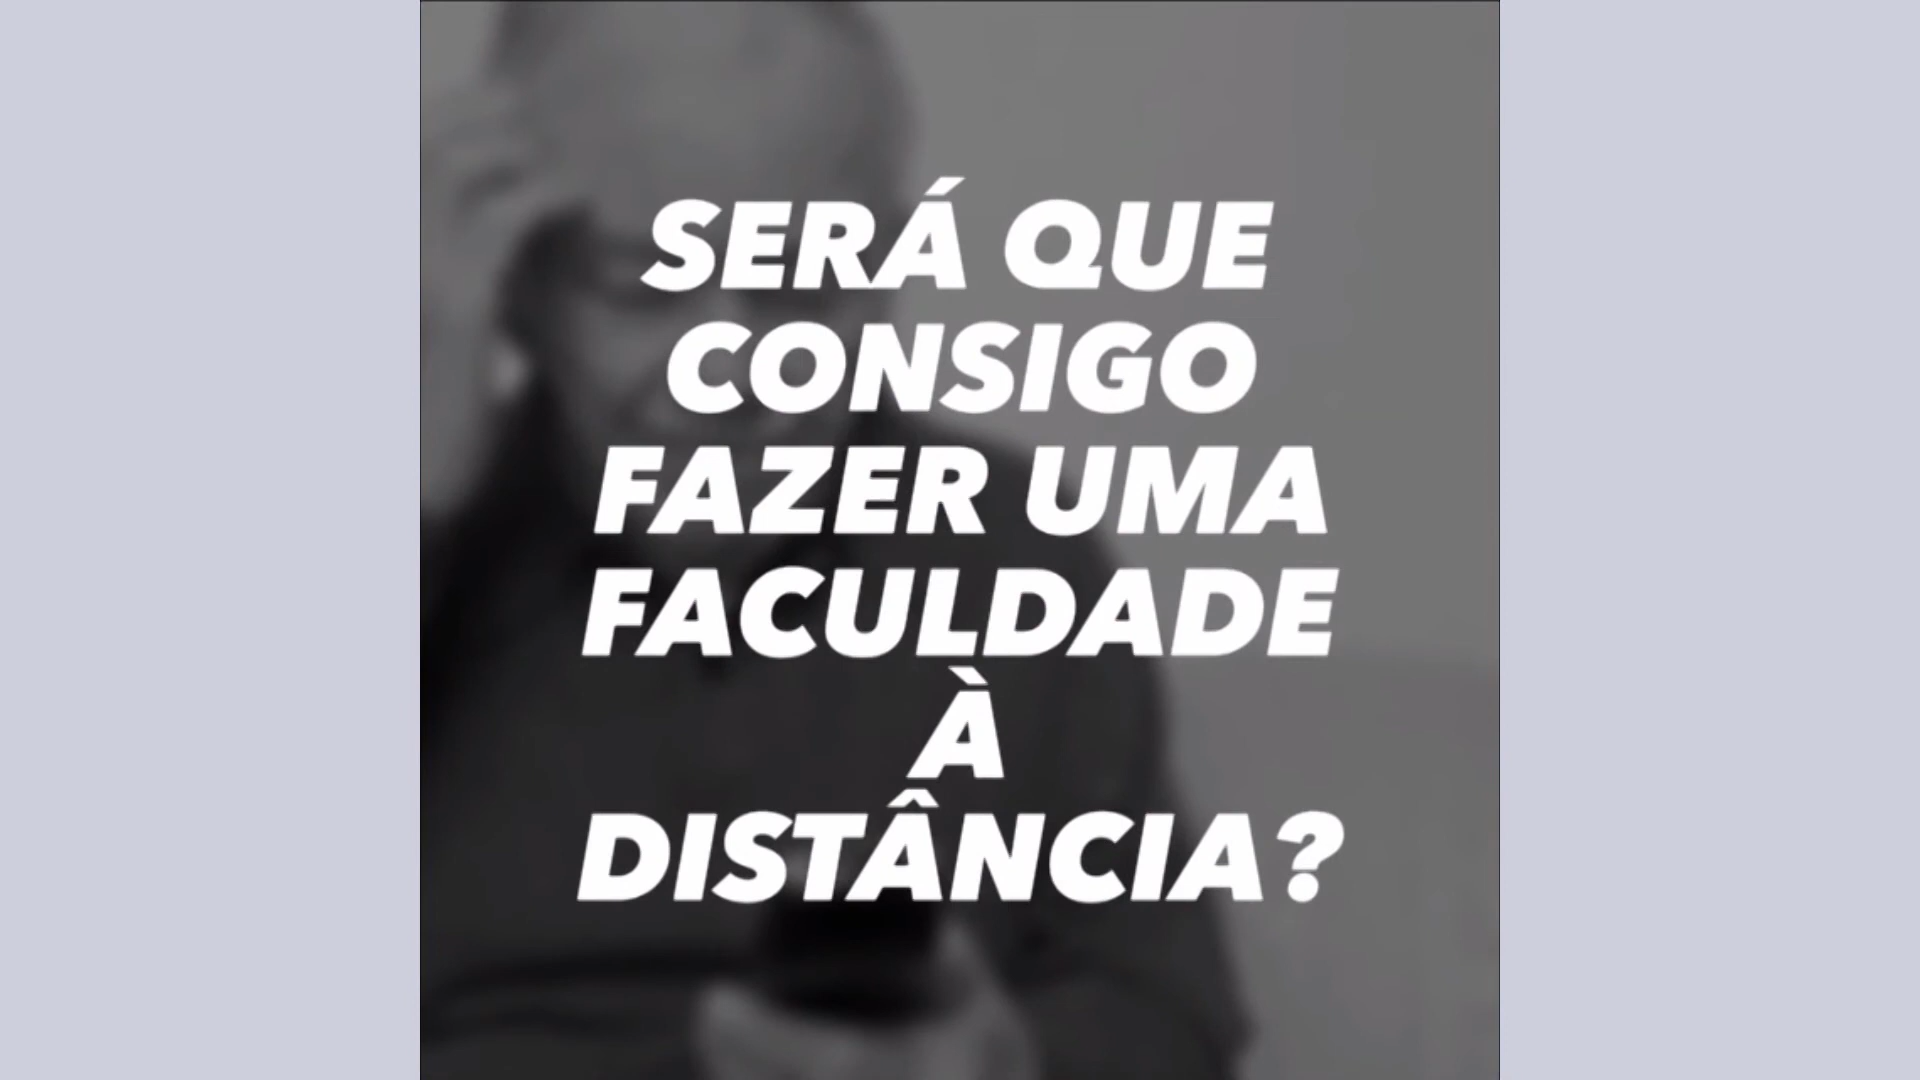 SERÁ QUE
CONSIGO
FAZER UMA
FACULDADE
À
DISTÂNCIA?